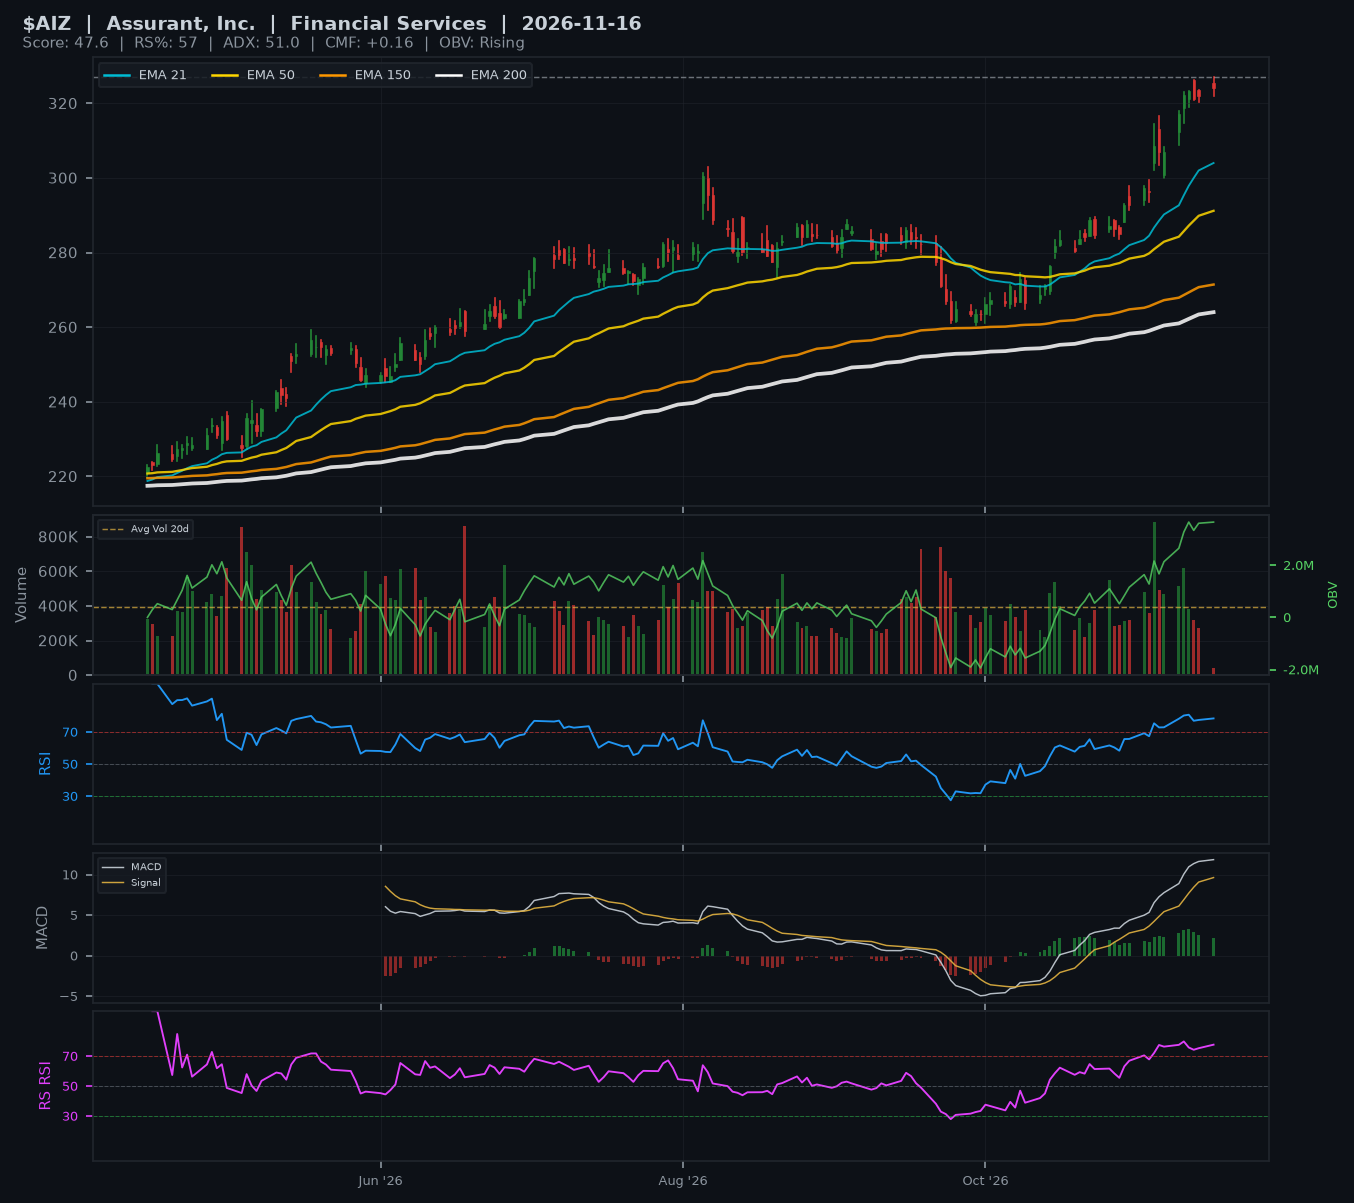 $AIZ | Assurant, Inc. | Financial Services | 2026-11-16
Score: 47.6 | RS%: 57 | ADX: 51.0 | CMF: +0.16 | OBV: Rising
EMA 21 EMA 50 EMA 150 EMA 200
320
300
280
260
240
220
Avg Vol 20d
800K
600K
400K
200K
0
Volume
2.0M
0
-2.0M
OBV
70
50
30
RSI
MACD
Signal
10
5
0
−5
MACD
70
50
30
RS RSI
Jun '26 Aug '26 Oct '26